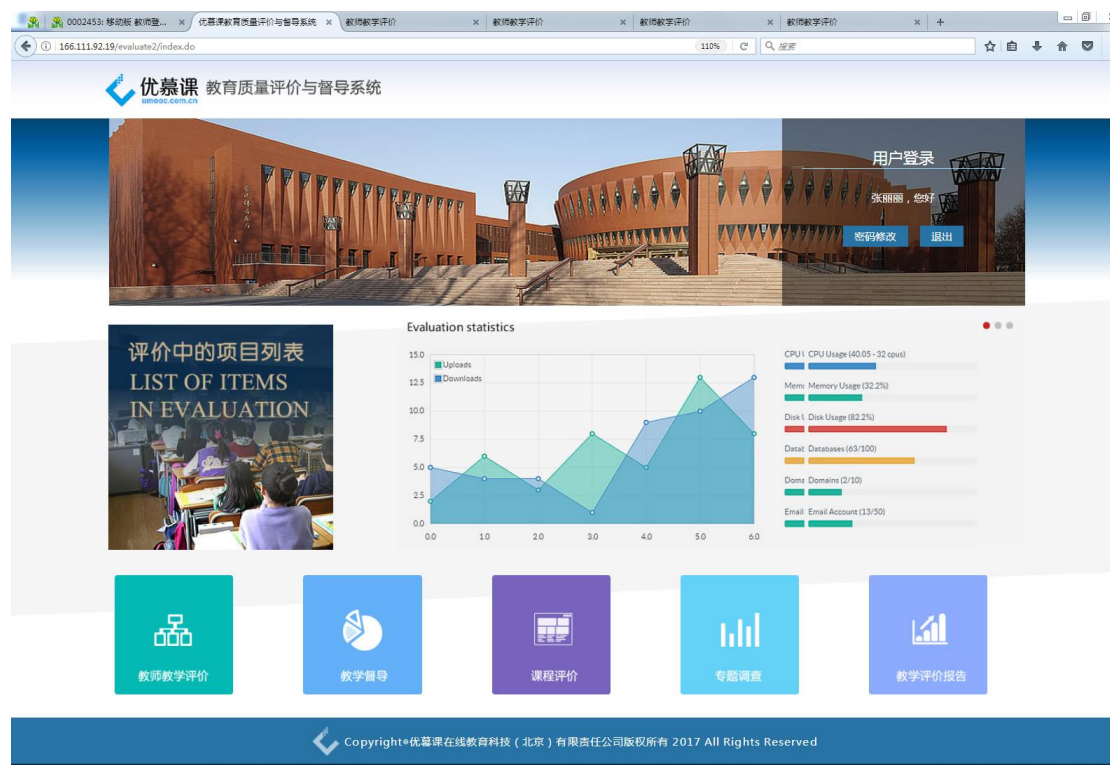 0002453: 移动版 教师登...
优慕课教育质量评价与督导系统
教师教学评价
教师教学评价
教师教学评价
教师教学评价
166.111.92.19/evaluate2/index.do
110%
搜索
优慕课 教育质量评价与督导系统
umooc.com.cn
用户登录
张丽丽，您好
密码修改
退出
评价中的项目列表
LIST OF ITEMS
IN EVALUATION
Evaluation statistics
Uploads
Downloads
15.0
12.5
10.0
7.5
5.0
2.5
0.0
0.0 1.0 2.0 3.0 4.0 5.0 6.0
CPU U CPU Usage (40.05 - 32 cpus)
Memo Memory Usage (32.2%)
Disk U Disk Usage (82.2%)
Datab Databases (63/100)
Doma Domains (2/10)
Email Email Account (13/50)
教师教学评价
教学督导
课程评价
专题调查
教学评价报告
Copyright©优慕课在线教育科技（北京）有限责任公司版权所有 2017 All Rights Reserved